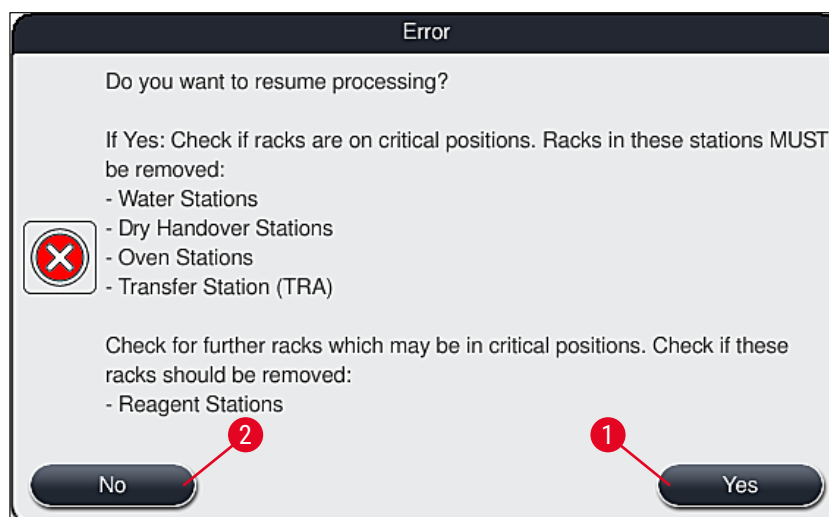 Error
Do you want to resume processing?
If Yes: Check if racks are on critical positions. Racks in these stations MUST
be removed:
- Water Stations
- Dry Handover Stations
- Oven Stations
- Transfer Station (TRA)
Check for further racks which may be in critical positions. Check if these
racks should be removed:
- Reagent Stations
2
1
No
Yes